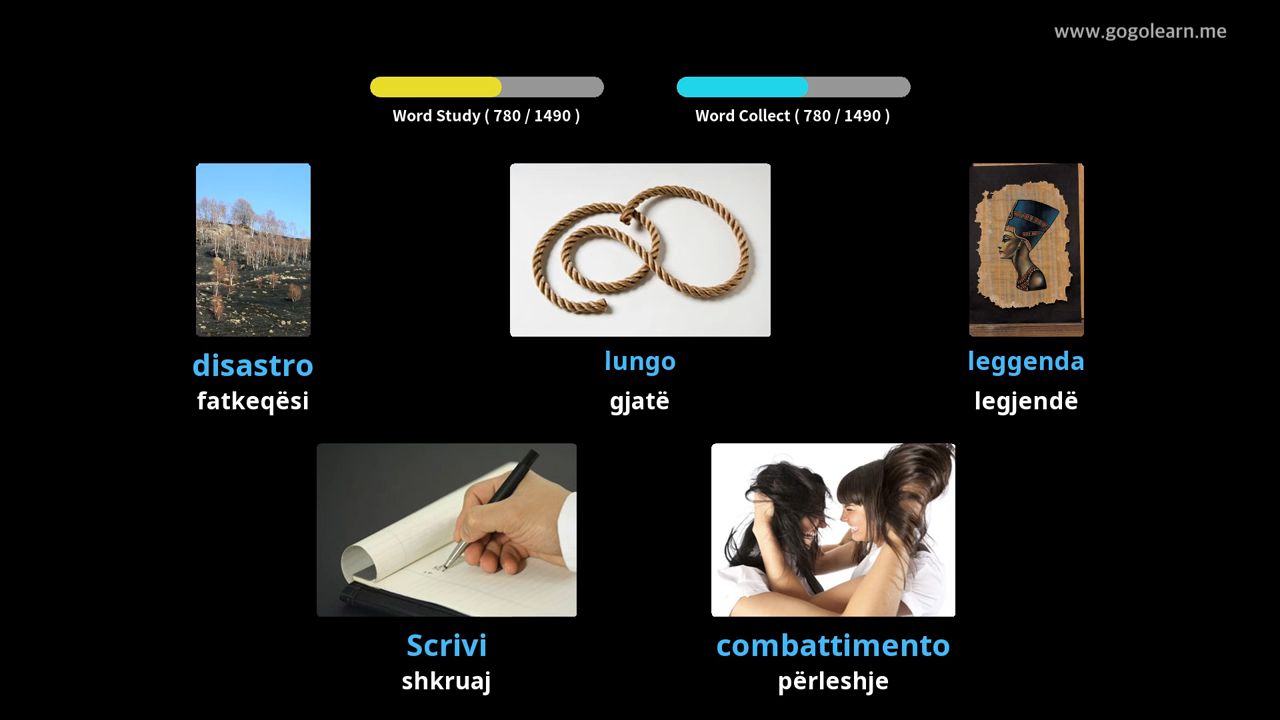 www.gogolearn.me
Word Study ( 780 / 1490 )
Word Collect ( 780 / 1490 )
disastro
fatkeqësi
lungo
gjatë
leggenda
legjendë
Scrivi
shkruaj
combattimento
përleshje